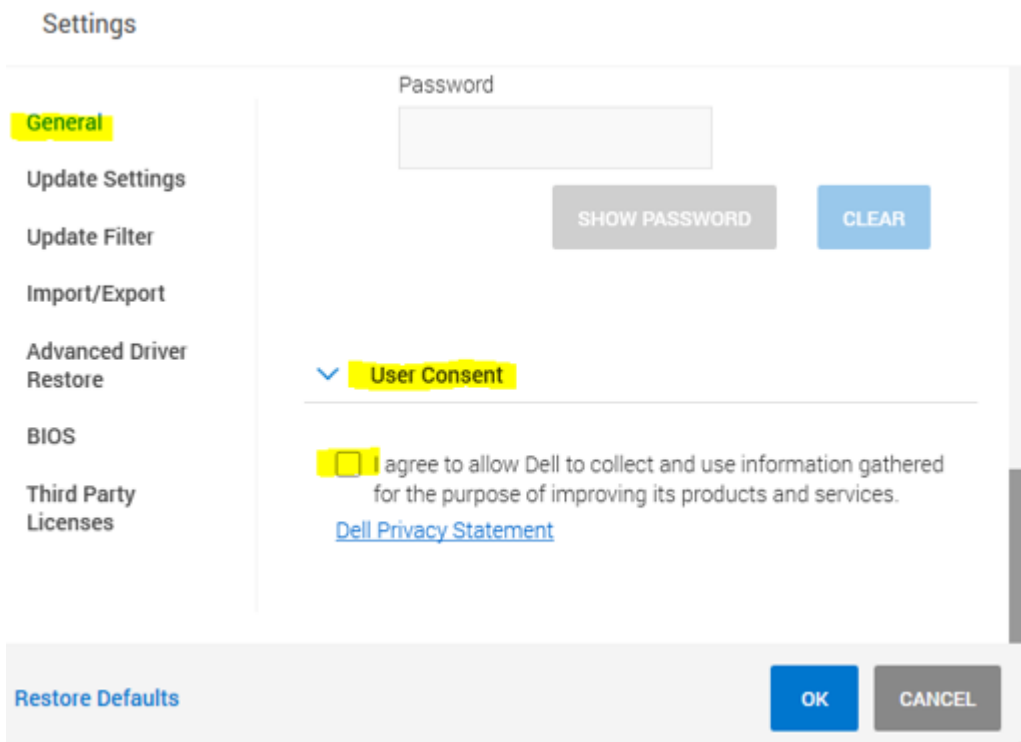 Settings
General
Update Settings
Update Filter
Import/Export
Advanced Driver
Restore
BIOS
Third Party
Licenses
Password
SHOW PASSWORD
CLEAR
User Consent
I agree to allow Dell to collect and use information gathered
for the purpose of improving its products and services.
Dell Privacy Statement
Restore Defaults
OK
CANCEL